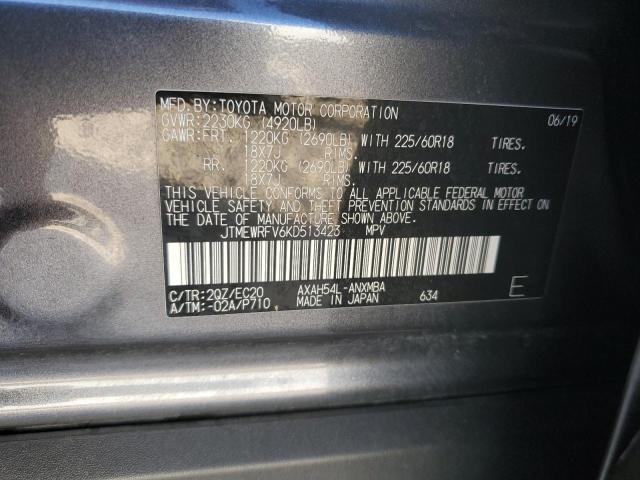 MFD.BY:TOYOTA MOTOR CORPORATION 06/19
GVWR:2230KG (4920LB)
GAWR:FRT. 1220KG (2690LB) WITH 225/60R18 TIRES.
18X7J RIMS.
RR. 1220KG (2690LB) WITH 225/60R18 TIRES.
18X7J RIMS.
THIS VEHICLE CONFORMS TO ALL APPLICABLE FEDERAL MOTOR
VEHICLE SAFETY AND THEFT PREVENTION STANDARDS IN EFFECT
ON THE DATE OF MANUFACTURE SHOWN ABOVE.
JTMEWRFV6KD513423 MPV
C/TR:2QZ/EC20 AXAH54L-ANXMBA
A/TM:-02A/P710 MADE IN JAPAN 634 E